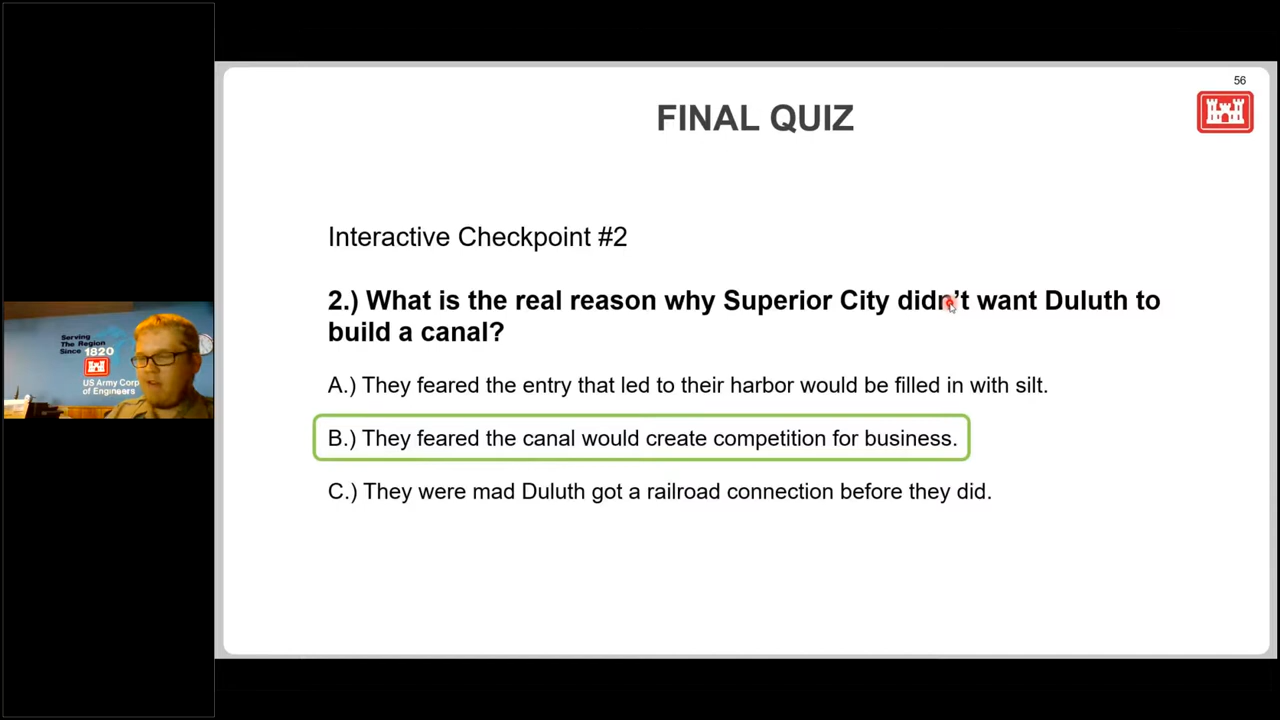 56
FINAL QUIZ
Interactive Checkpoint #2
2.) What is the real reason why Superior City didn't want Duluth to
build a canal?
A.) They feared the entry that led to their harbor would be filled in with silt.
B.) They feared the canal would create competition for business.
C.) They were mad Duluth got a railroad connection before they did.
Serving
The Region
Since 1820
US Army Corp
of Engineers